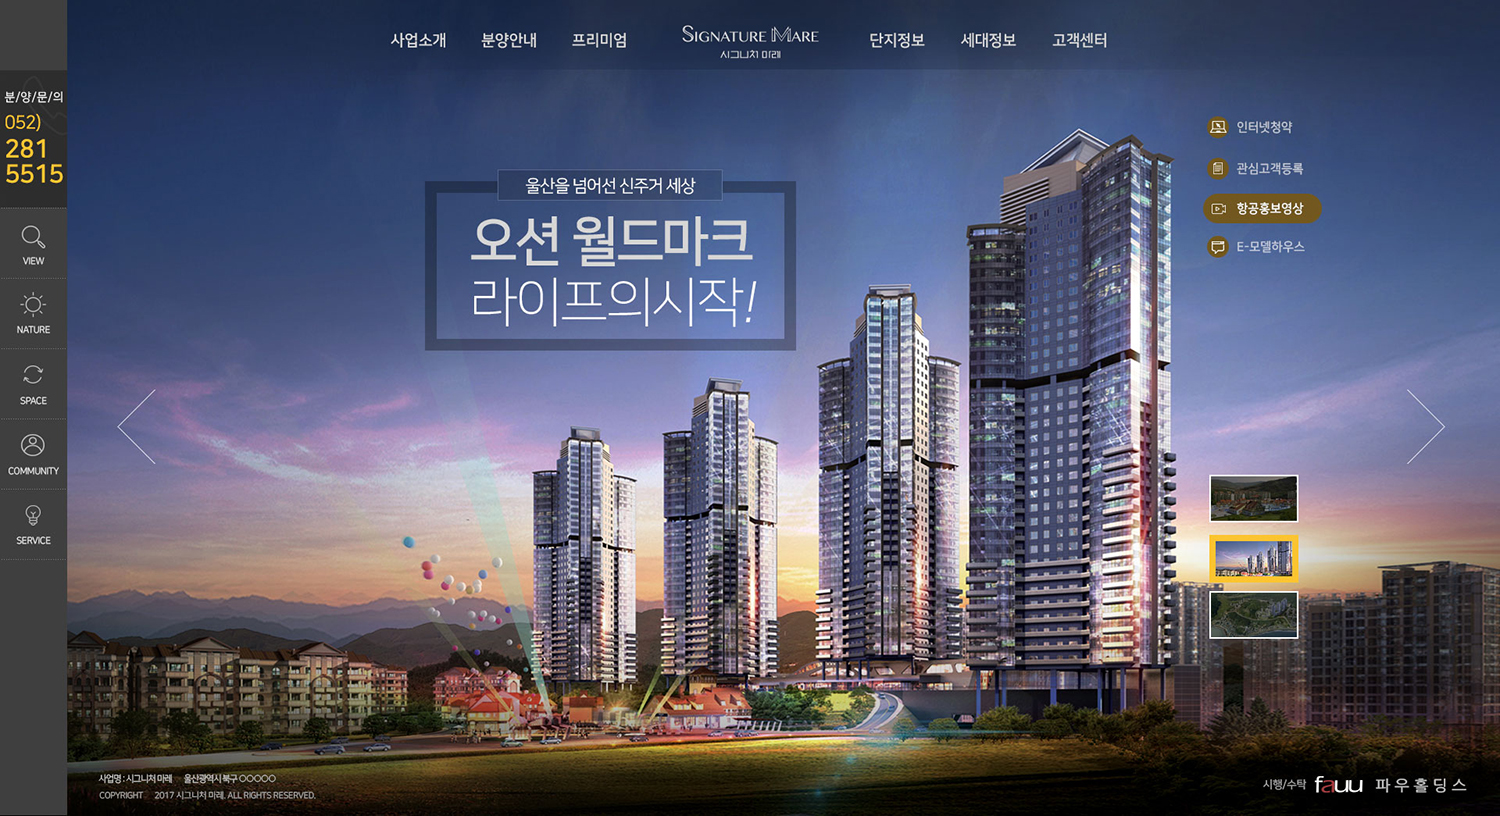 사업소개 분양안내 프리미엄 SIGNATURE MARE 단지정보 세대정보 고객센터
시그니처 마레
분/양/문/의
052)
281
5515
VIEW
NATURE
SPACE
COMMUNITY
SERVICE
울산을 넘어선 신주거 세상
오션 월드마크
라이프의시작!
인터넷청약
관심고객등록
항공홍보영상
E-모델하우스
사업명 : 시그니처 마레 울산광역시 북구 OOOOO
COPYRIGHT 2017 시그니처 마레. ALL RIGHTS RESERVED.
시행/수탁 fauu 파우홀딩스